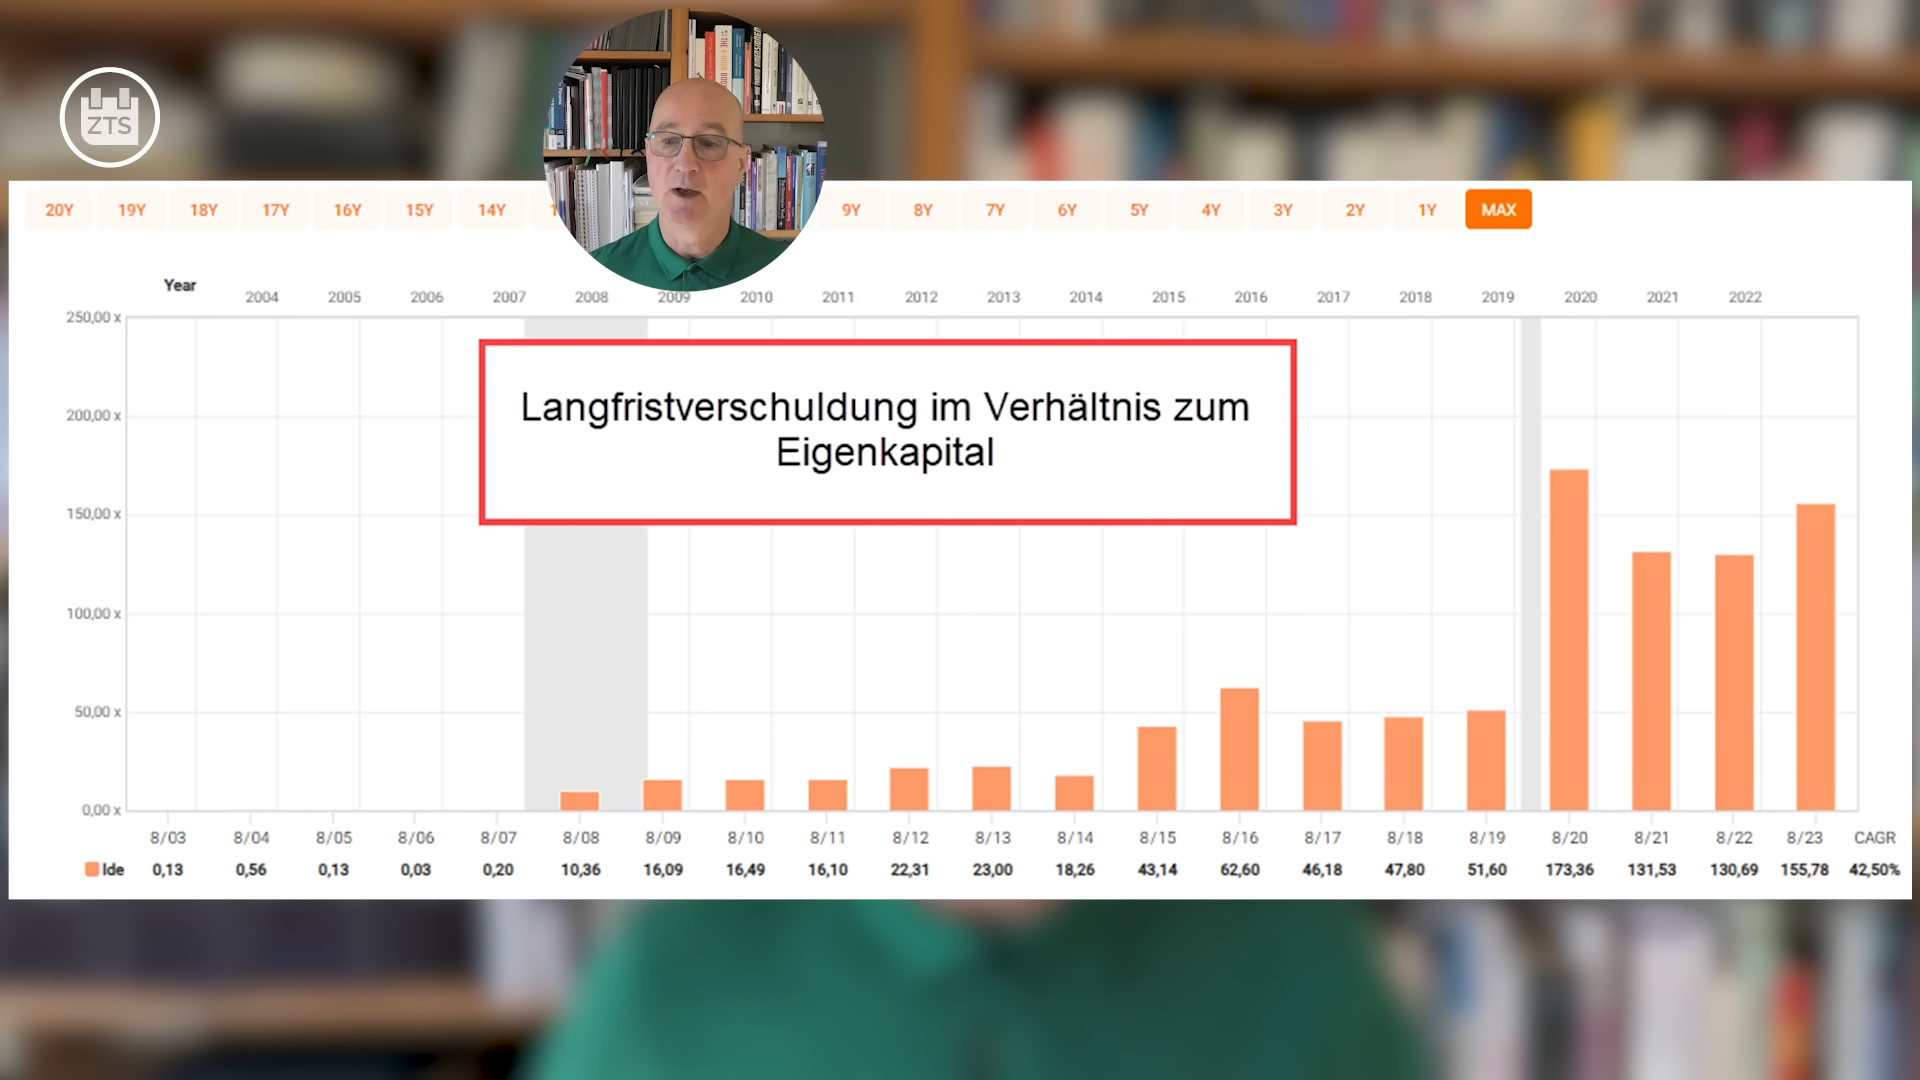 ZTS
20Y 19Y 18Y 17Y 16Y 15Y 14Y 9Y 8Y 7Y 6Y 5Y 4Y 3Y 2Y 1Y MAX
Year 2004 2005 2006 2007 2008 2009 2010 2011 2012 2013 2014 2015 2016 2017 2018 2019 2020 2021 2022
250,00 x
Langfristverschuldung im Verhältnis zum
Eigenkapital
200,00 x
150,00 x
100,00 x
50,00 x
0,00 x
8/03 8/04 8/05 8/06 8/07 8/08 8/09 8/10 8/11 8/12 8/13 8/14 8/15 8/16 8/17 8/18 8/19 8/20 8/21 8/22 8/23 CAGR
lde 0,13 0,56 0,13 0,03 0,20 10,36 16,09 16,49 16,10 22,31 23,00 18,26 43,14 62,60 46,18 47,80 51,60 173,36 131,53 130,69 155,78 42,50%